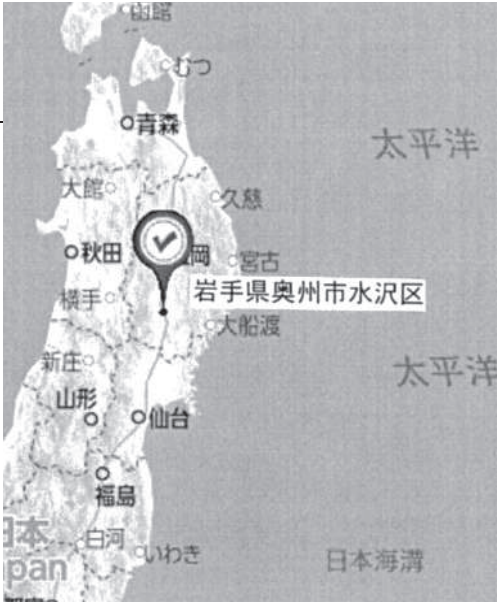 函館
むつ
青森
太平洋
大館
久慈
秋田
岡
宮古
岩手県奥州市水沢区
横手
大船渡
新庄
太平洋
山形
仙台
福島
日本
白河
pan
いわき
日本海溝